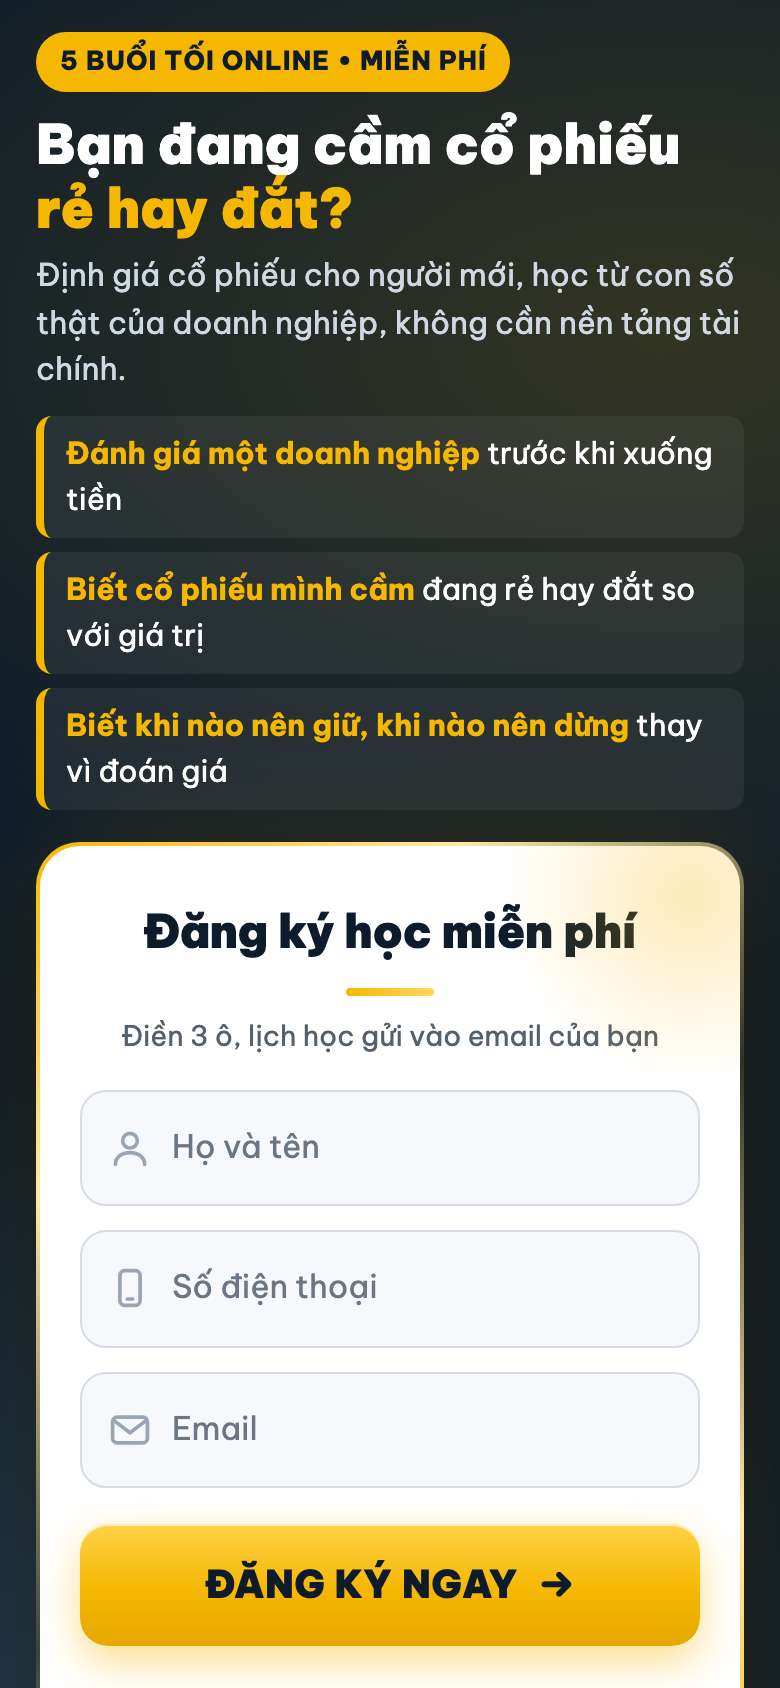 5 BUỔI TỐI ONLINE • MIỄN PHÍ
Bạn đang cầm cổ phiếu
rẻ hay đắt?
Định giá cổ phiếu cho người mới, học từ con số
thật của doanh nghiệp, không cần nền tảng tài
chính.
Đánh giá một doanh nghiệp trước khi xuống
tiền
Biết cổ phiếu mình cầm đang rẻ hay đắt so
với giá trị
Biết khi nào nên giữ, khi nào nên dừng thay
vì đoán giá
Đăng ký học miễn phí
Điền 3 ô, lịch học gửi vào email của bạn
Họ và tên
Số điện thoại
Email
ĐĂNG KÝ NGAY →